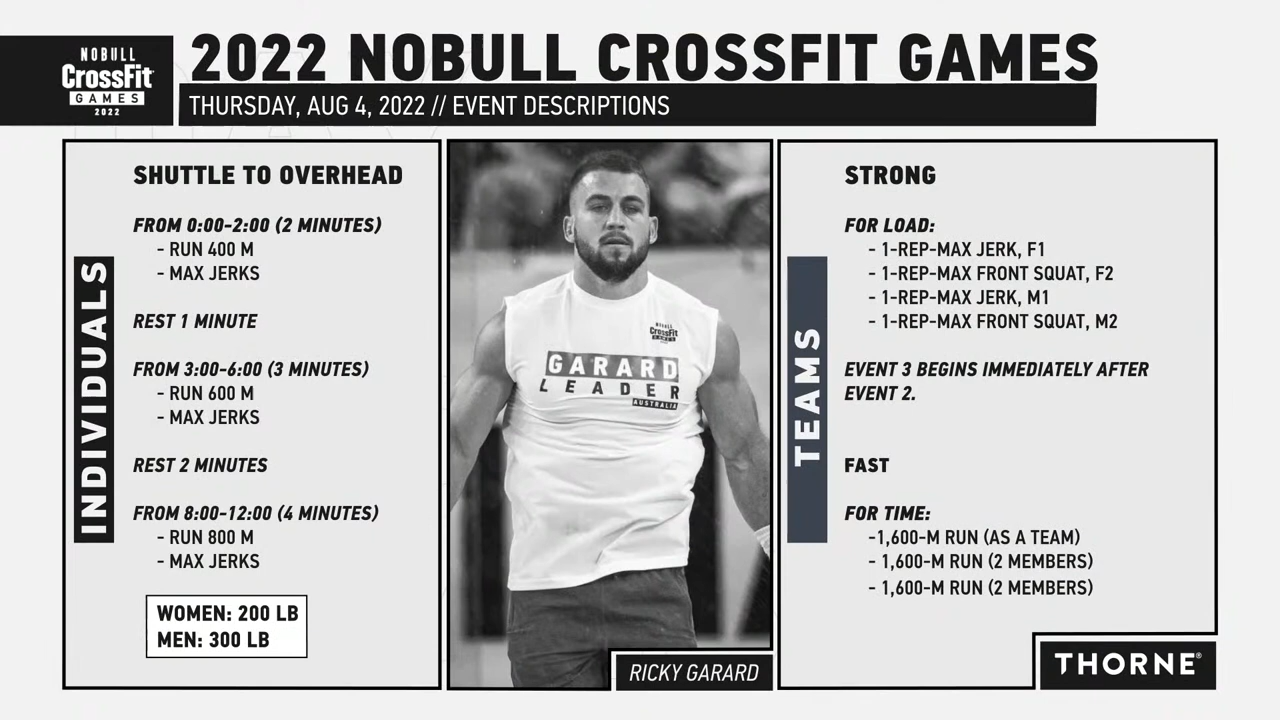 NOBULL
CrossFit
GAMES
2022
2022 NOBULL CROSSFIT GAMES
THURSDAY, AUG 4, 2022 // EVENT DESCRIPTIONS
INDIVIDUALS
SHUTTLE TO OVERHEAD
FROM 0:00-2:00 (2 MINUTES)
- RUN 400 M
- MAX JERKS
REST 1 MINUTE
FROM 3:00-6:00 (3 MINUTES)
- RUN 600 M
- MAX JERKS
REST 2 MINUTES
FROM 8:00-12:00 (4 MINUTES)
- RUN 800 M
- MAX JERKS
WOMEN: 200 LB
MEN: 300 LB
NOBULL
CrossFit
GAMES
GARARD
LEADER
AUSTRALIA
RICKY GARARD
TEAMS
STRONG
FOR LOAD:
- 1-REP-MAX JERK, F1
- 1-REP-MAX FRONT SQUAT, F2
- 1-REP-MAX JERK, M1
- 1-REP-MAX FRONT SQUAT, M2
EVENT 3 BEGINS IMMEDIATELY AFTER
EVENT 2.
FAST
FOR TIME:
-1,600-M RUN (AS A TEAM)
- 1,600-M RUN (2 MEMBERS)
- 1,600-M RUN (2 MEMBERS)
THORNE®